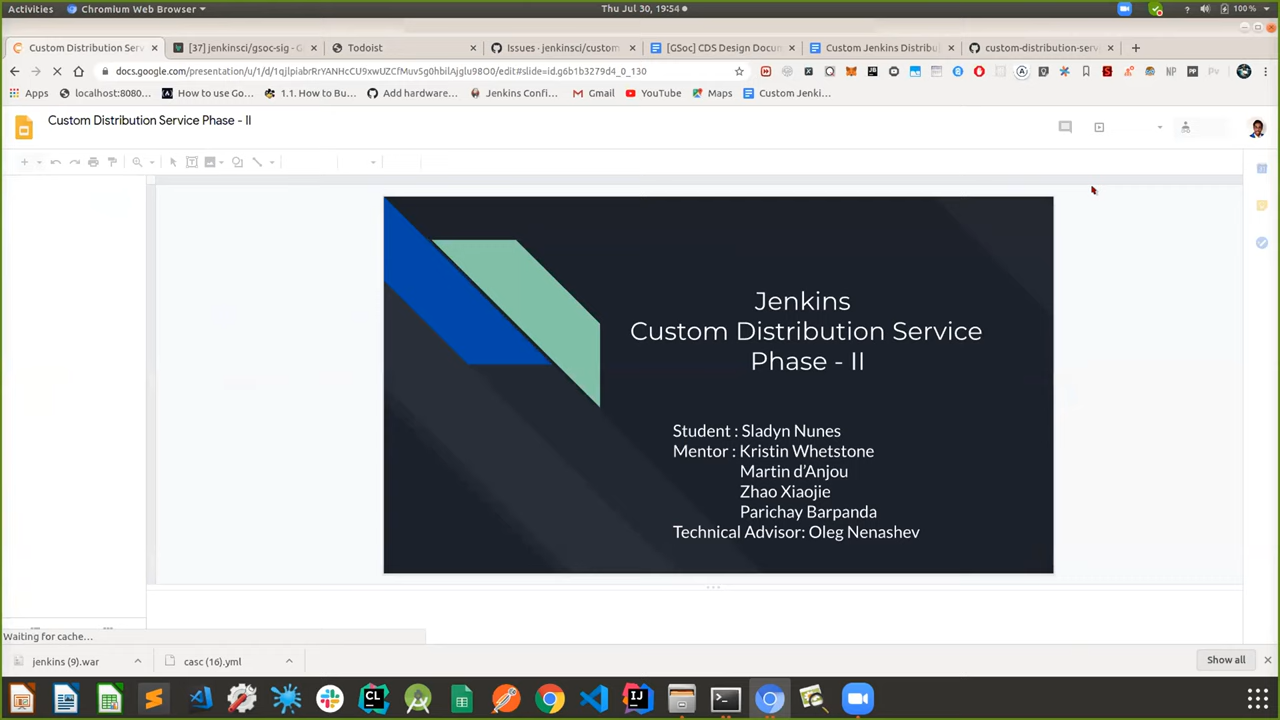 Activities
Chromium Web Browser
Thu Jul 30, 19:54
100 %
Custom Distribution Serv
[37] jenkinsci/gsoc-sig - G
Todoist
Issues · jenkinsci/custom
[GSoC] CDS Design Docum
Custom Jenkins Distribut
custom-distribution-serv
docs.google.com/presentation/u/1/d/1qjlpiabrRrYANHcCU9xwUZCfMuv5g0hbilAjglu98O0/edit#slide=id.g6b1b3279d4_0_130
Apps
localhost:8080...
How to use Go...
1.1. How to Bu...
Add hardware...
Jenkins Confi...
Gmail
YouTube
Maps
Custom Jenki...
Custom Distribution Service Phase - II
Jenkins
Custom Distribution Service
Phase - II
Student : Sladyn Nunes
Mentor : Kristin Whetstone
Martin d'Anjou
Zhao Xiaojie
Parichay Barpanda
Technical Advisor: Oleg Nenashev
Waiting for cache...
jenkins (9).war
casc (16).yml
Show all